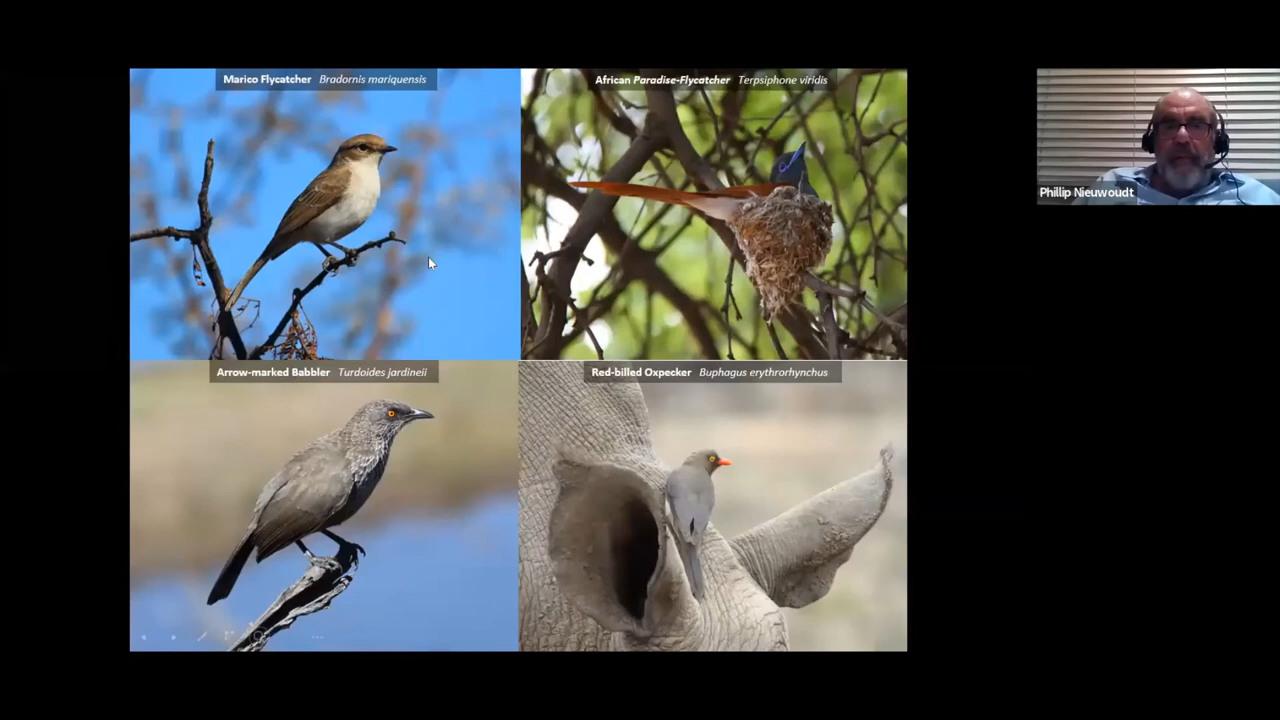 Marico Flycatcher Bradornis mariquensis
African Paradise-Flycatcher Terpsiphone viridis
Phillip Nieuwoudt
Arrow-marked Babbler Turdoides jardineii
Red-billed Oxpecker Buphagus erythrorhynchus